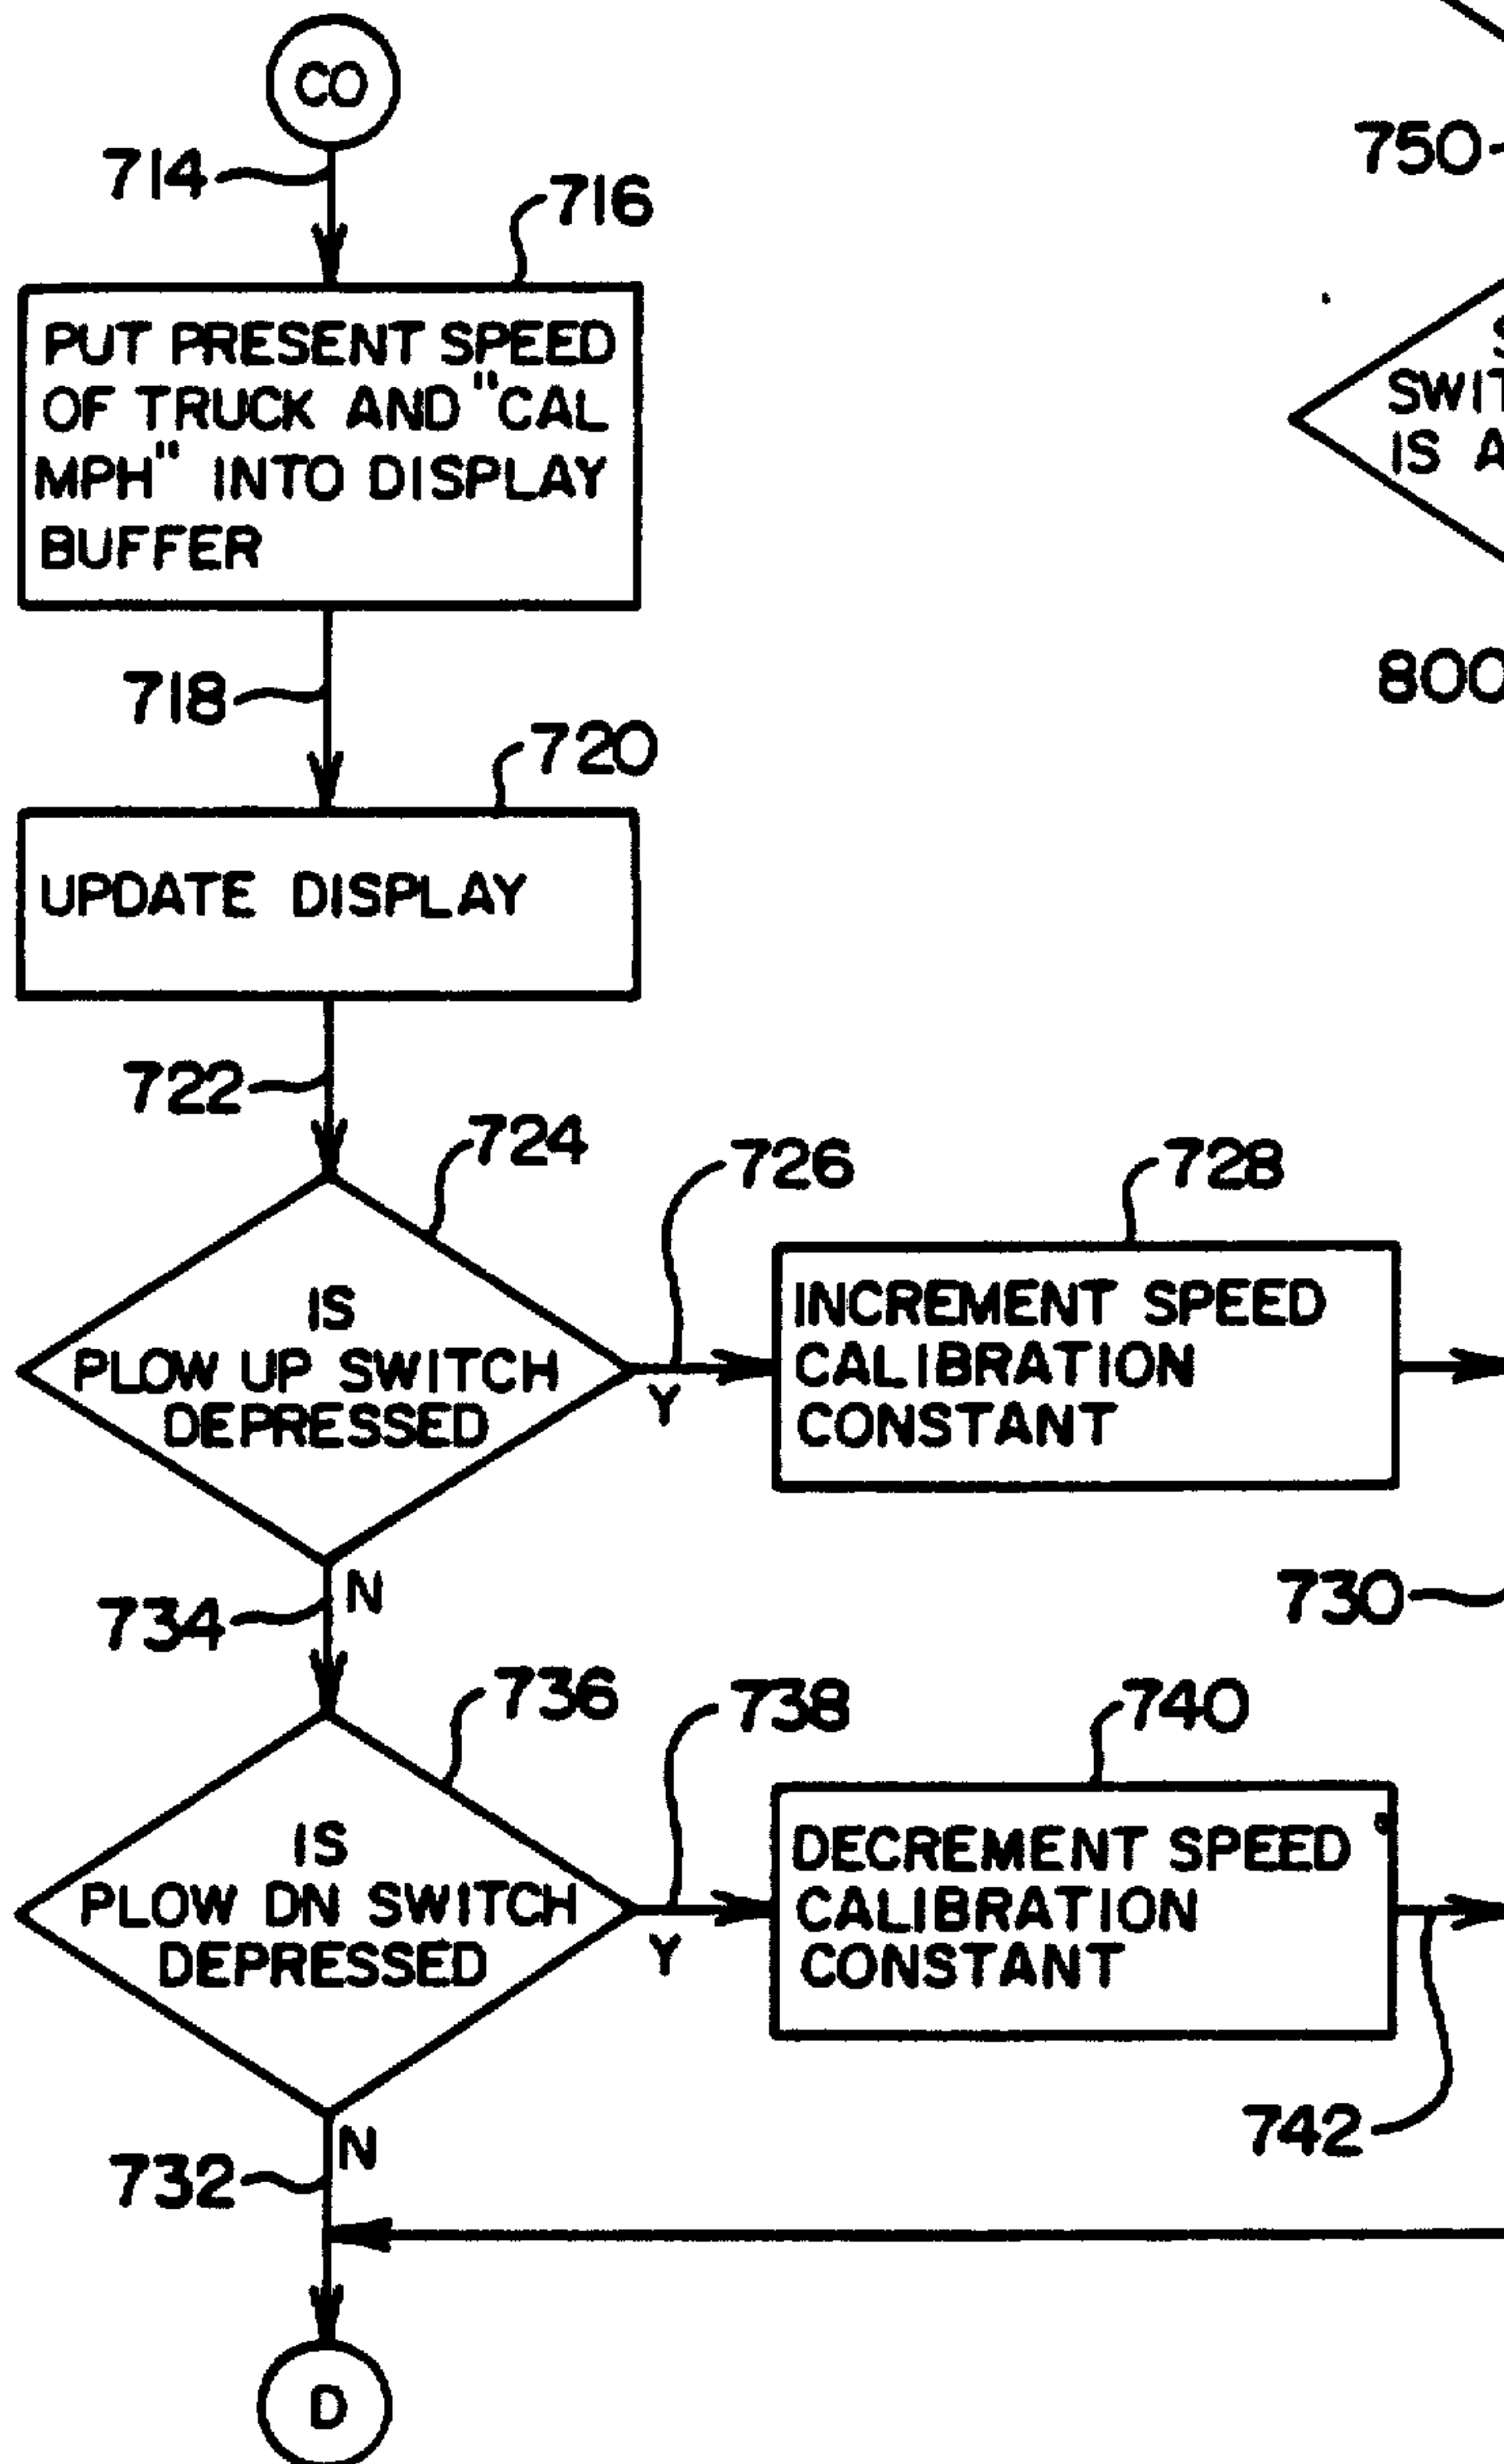 CO
714
716
PUT PRESENT SPEED
OF TRUCK AND "CAL
MPH" INTO DISPLAY
BUFFER
718
720
UPDATE DISPLAY
722
724
IS
PLOW UP SWITCH
DEPRESSED
726
Y
728
INCREMENT SPEED
CALIBRATION
CONSTANT
N
734
730
736
IS
PLOW DN SWITCH
DEPRESSED
738
Y
740
DECREMENT SPEED
CALIBRATION
CONSTANT
742
N
732
D
750
IS A
800